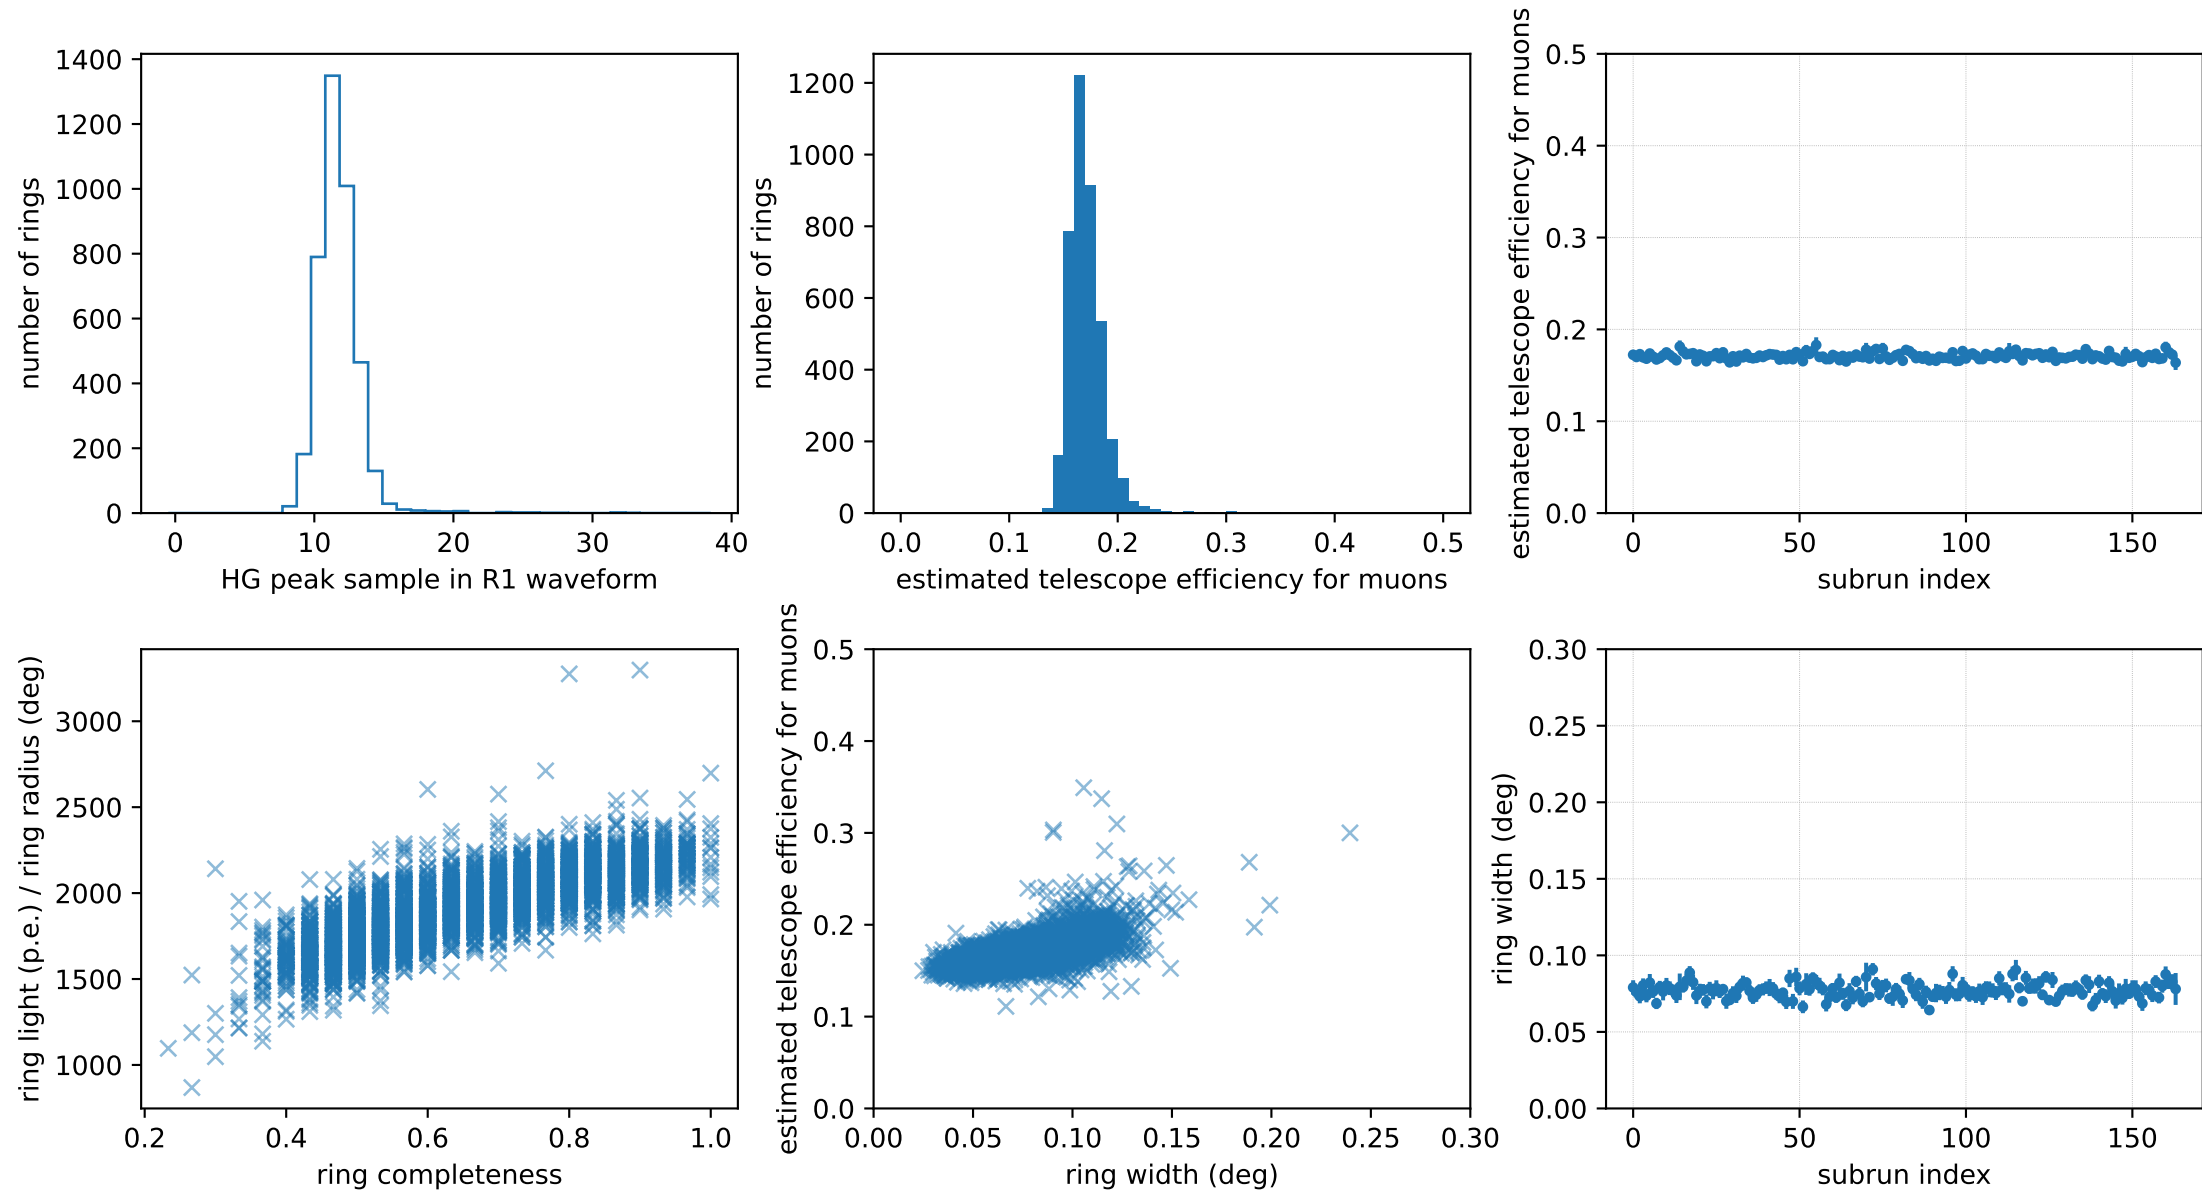 1400
1200
1000
800
600
400
200
0
number of rings
0 10 20 30 40
HG peak sample in R1 waveform
1200
1000
800
600
400
200
0
number of rings
0.0 0.1 0.2 0.3 0.4 0.5
estimated telescope efficiency for muons
0.5
0.4
0.3
0.2
0.1
0.0
estimated telescope efficiency for muons
0 50 100 150
subrun index
3000
2500
2000
1500
1000
ring light (p.e.) / ring radius (deg)
0.2 0.4 0.6 0.8 1.0
ring completeness
0.5
0.4
0.3
0.2
0.1
0.0
estimated telescope efficiency for muons
0.00 0.05 0.10 0.15 0.20 0.25 0.30
ring width (deg)
0.30
0.25
0.20
0.15
0.10
0.05
0.00
ring width (deg)
0 50 100 150
subrun index